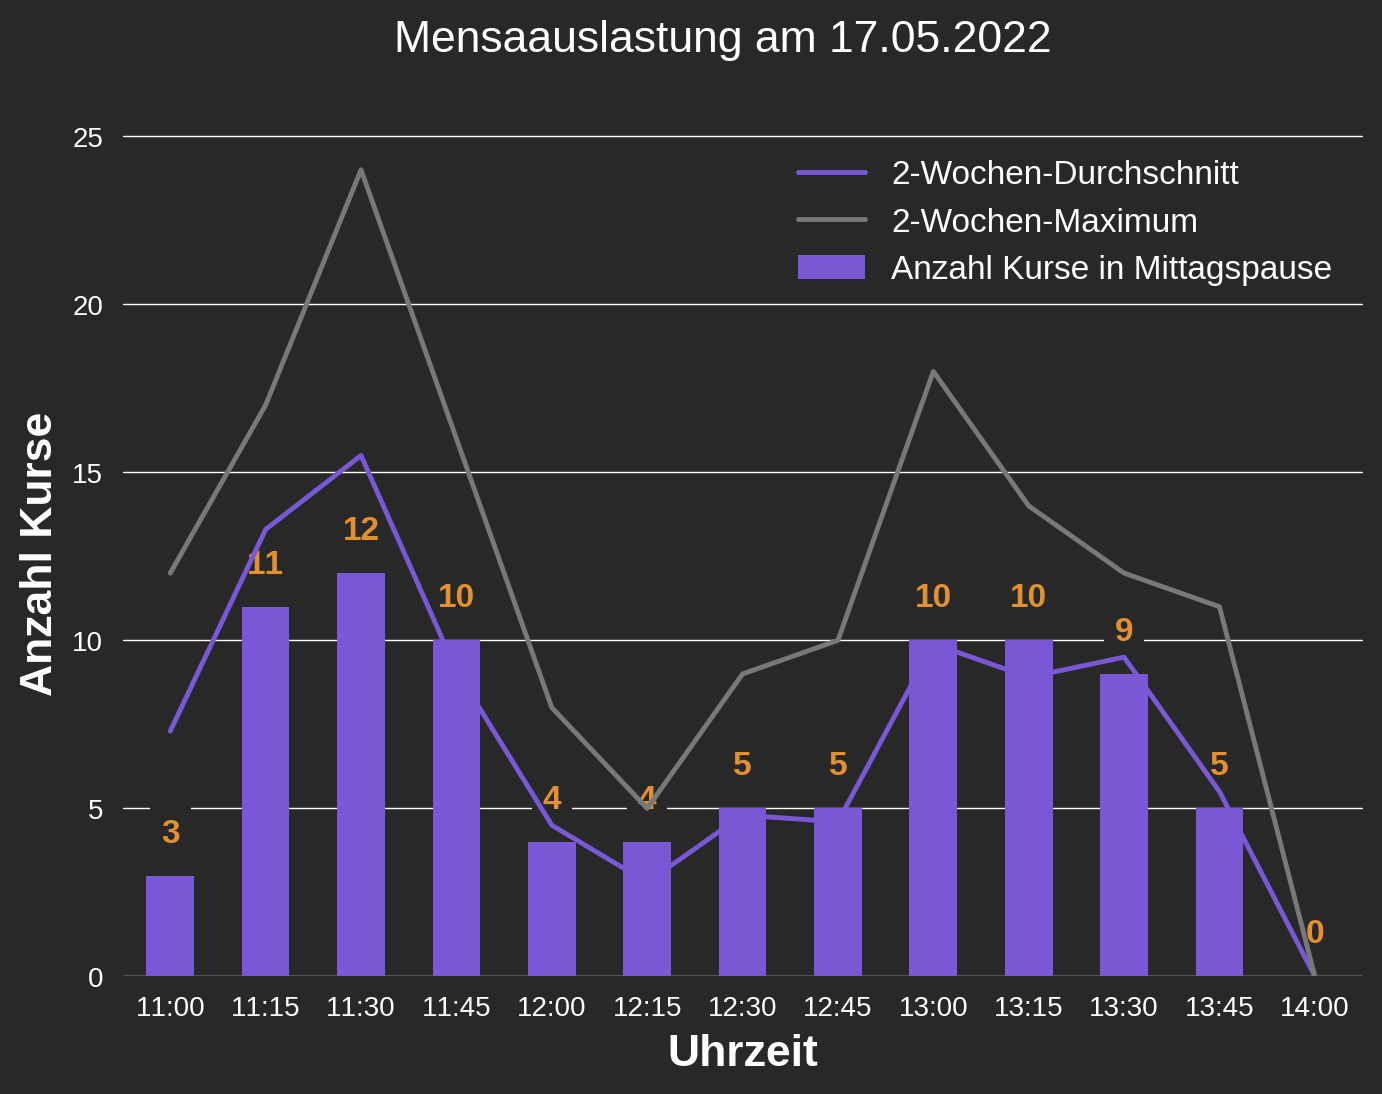 Mensaauslastung am 17.05.2022
Anzahl Kurse
25
20
15
10
5
0
2-Wochen-Durchschnitt
2-Wochen-Maximum
Anzahl Kurse in Mittagspause
3
11
12
10
4
4
5
5
10
10
9
5
0
11:00 11:15 11:30 11:45 12:00 12:15 12:30 12:45 13:00 13:15 13:30 13:45 14:00
Uhrzeit